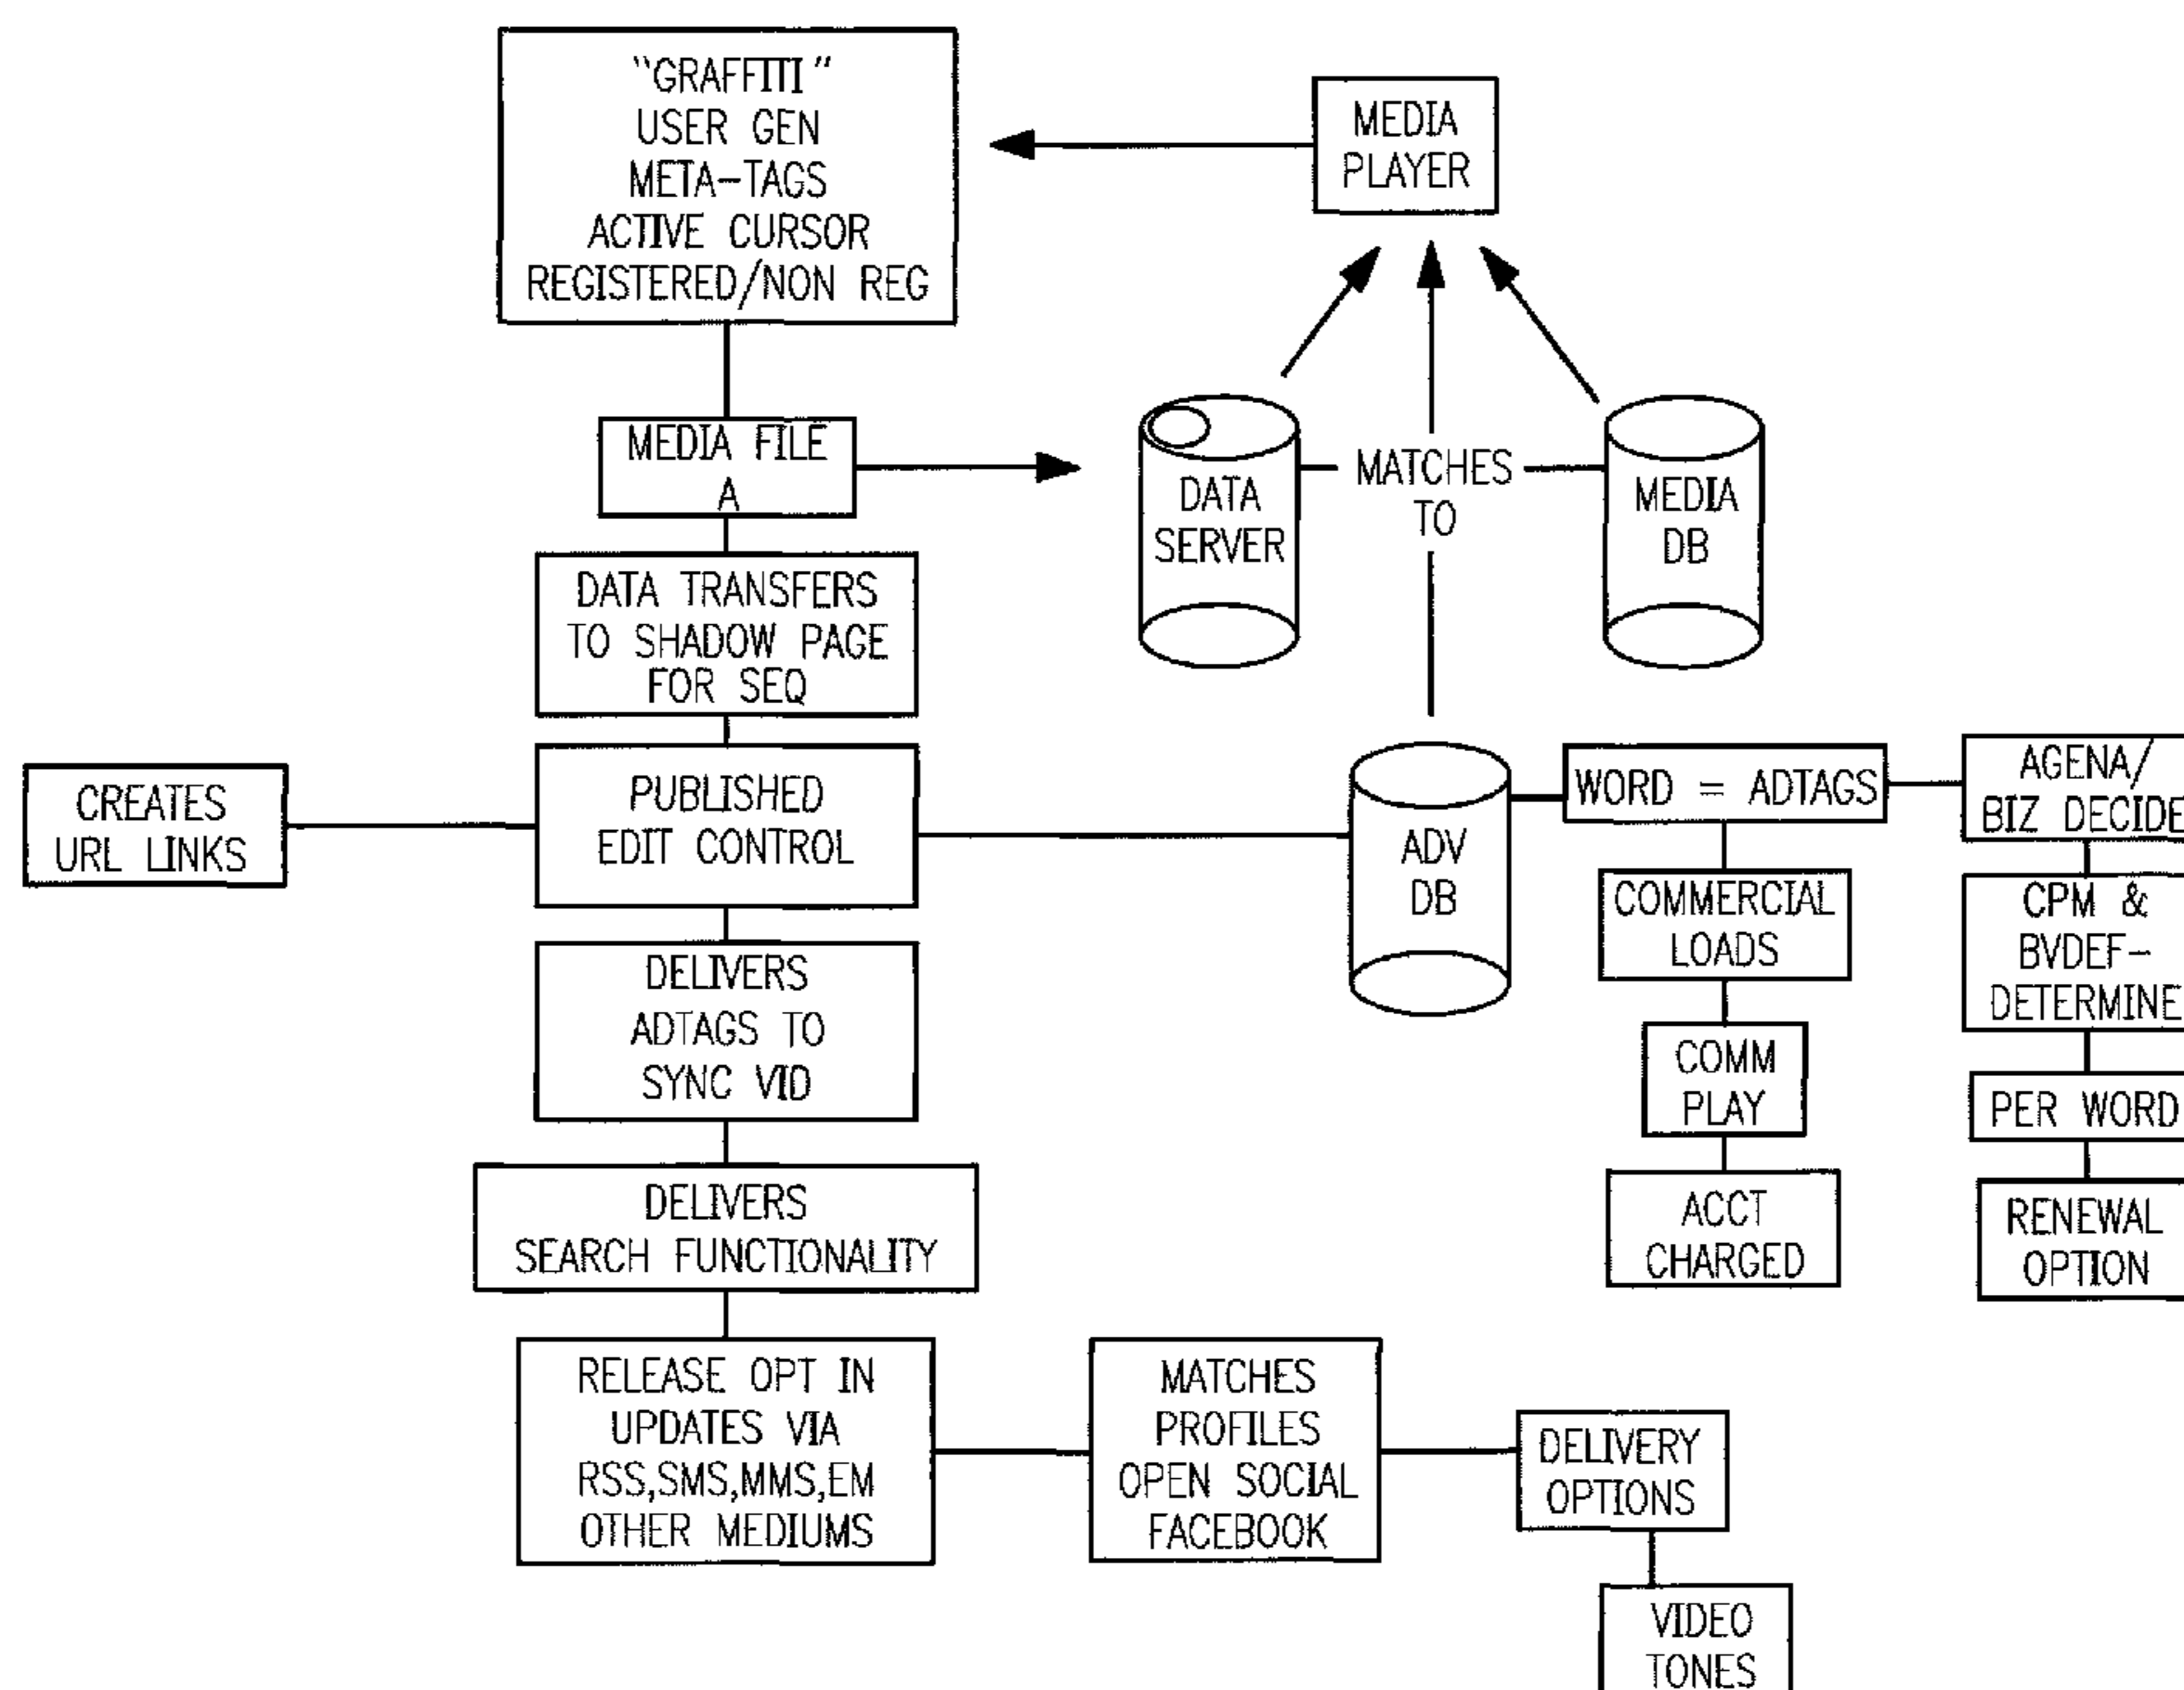 "GRAFFITI"
USER GEN
META-TAGS
ACTIVE CURSOR
REGISTERED/NON REG
MEDIA
PLAYER
MEDIA FILE
A
DATA
SERVER
MATCHES
TO
MEDIA
DB
DATA TRANSFERS
TO SHADOW PAGE
FOR SEQ
CREATES
URL LINKS
PUBLISHED
EDIT CONTROL
ADV
DB
WORD = ADTAGS
AGENA/
BIZ DECIDE
COMMERCIAL
LOADS
CPM &
BVDEF-
DETERMINE
DELIVERS
ADTAGS TO
SYNC VID
COMM
PLAY
PER WORD
DELIVERS
SEARCH FUNCTIONALITY
ACCT
CHARGED
RENEWAL
OPTION
RELEASE OPT IN
UPDATES VIA
RSS,SMS,MMS,EM
OTHER MEDIUMS
MATCHES
PROFILES
OPEN SOCIAL
FACEBOOK
DELIVERY
OPTIONS
VIDEO
TONES